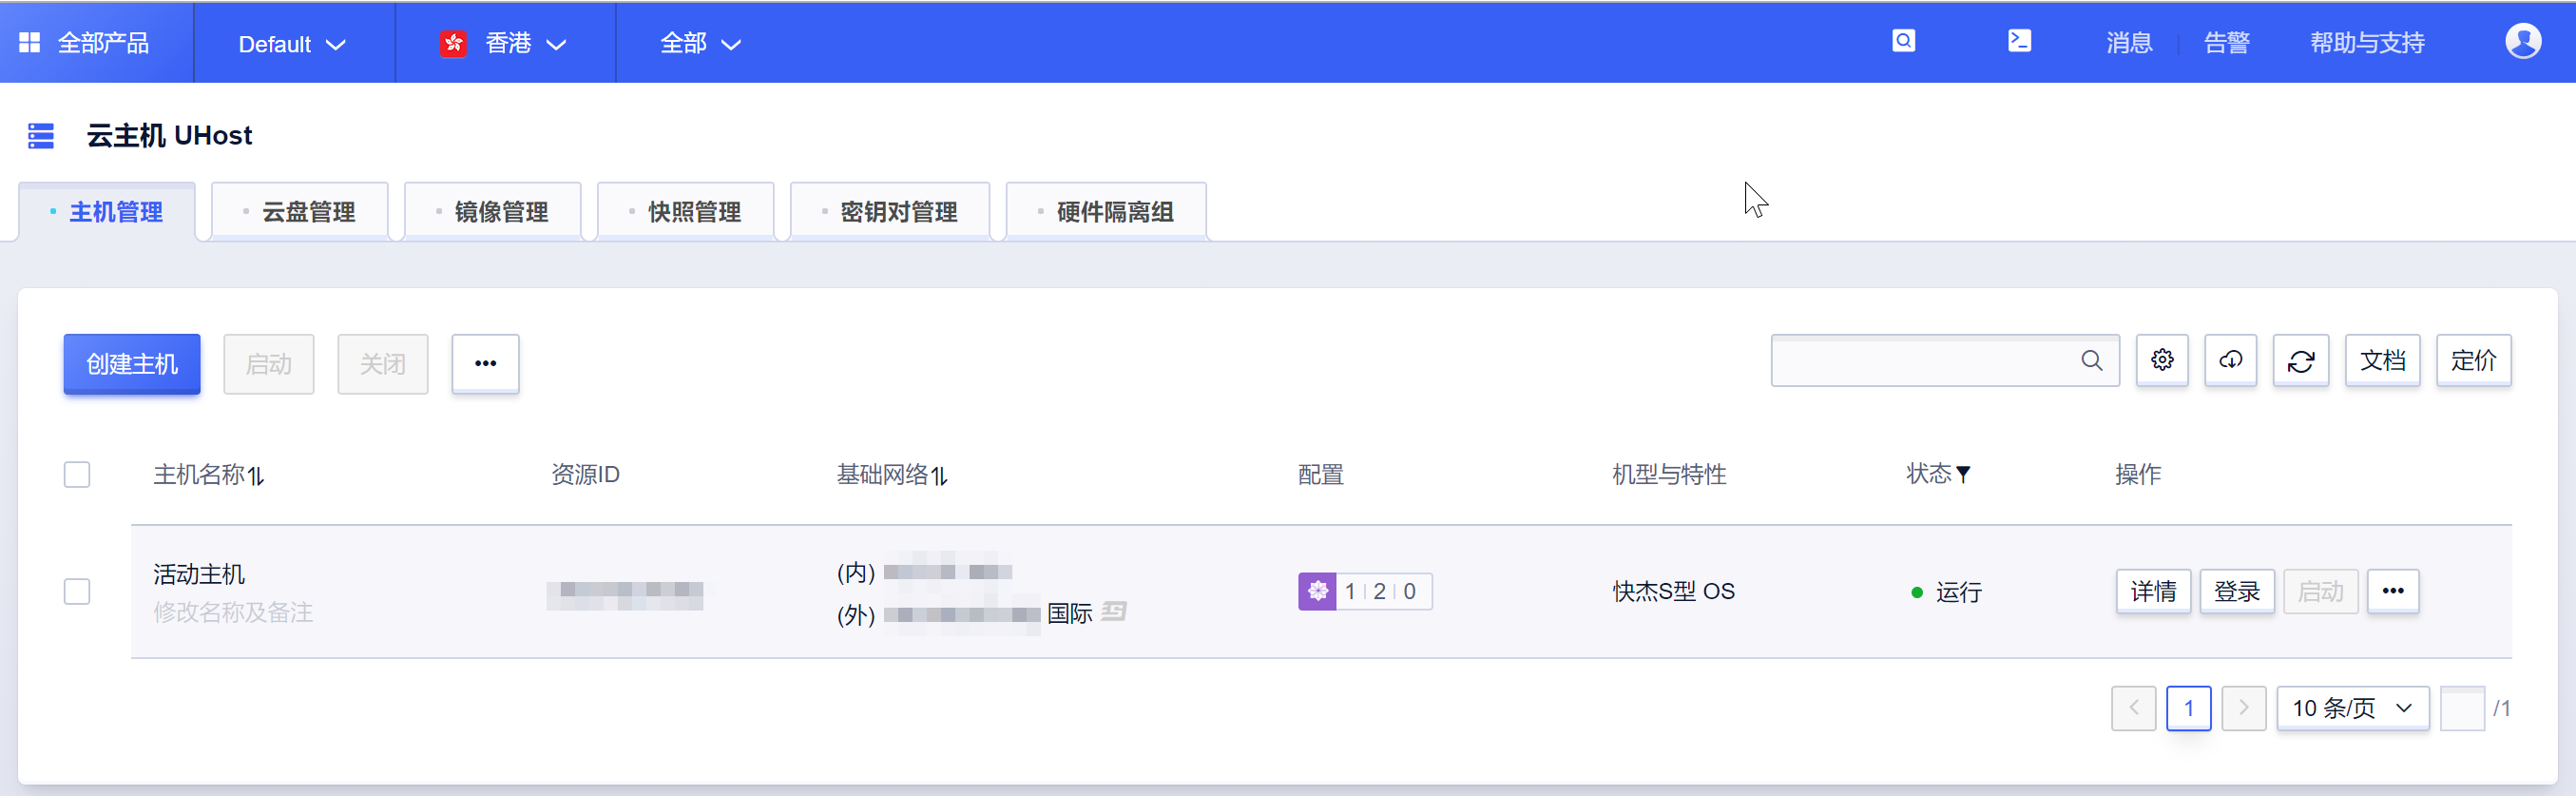 全部产品 Default 香港 全部 消息 告警 帮助与支持
云主机 UHost
主机管理 云盘管理 镜像管理 快照管理 密钥对管理 硬件隔离组
创建主机 启动 关闭 ••• 文档 定价
主机名称 资源ID 基础网络 配置 机型与特性 状态 操作
活动主机
修改名称及备注
(内)
(外) 国际
1 2 0
快杰S型 OS
运行
详情 登录 启动 •••
1 10 条/页 /1